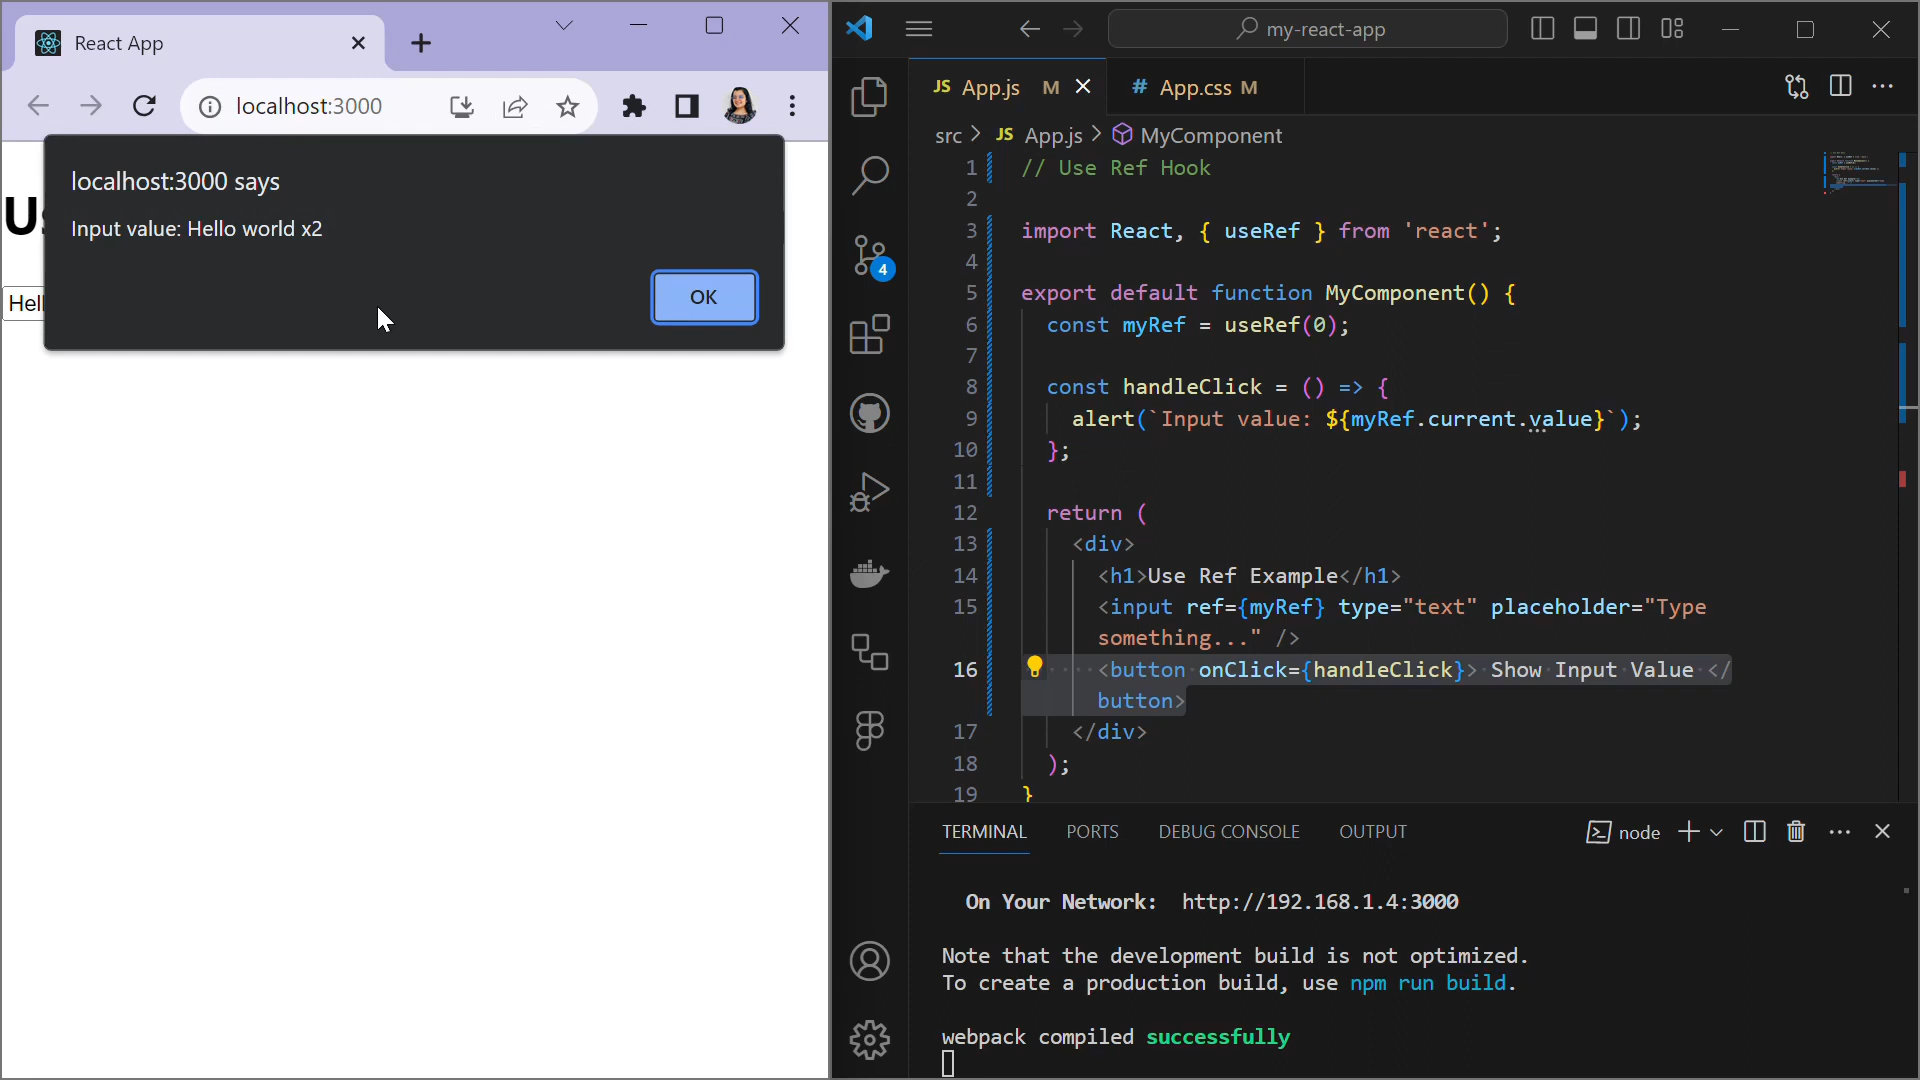 React App
localhost:3000
localhost:3000 says
Input value: Hello world x2
OK
my-react-app
JS App.js M
# App.css M
src > JS App.js > MyComponent
4
1 // Use Ref Hook
2
3 import React, { useRef } from 'react';
4
5 export default function MyComponent() {
6 const myRef = useRef(0);
7
8 const handleClick = () => {
9 alert(`Input value: ${myRef.current.value}`);
10 };
11
12 return (
13 <div>
14 <h1>Use Ref Example</h1>
15 <input ref={myRef} type="text" placeholder="Type
something..." />
16 <button onClick={handleClick}> Show Input Value </
button>
17 </div>
18 );
19 }
TERMINAL PORTS DEBUG CONSOLE OUTPUT node
On Your Network: http://192.168.1.4:3000
Note that the development build is not optimized.
To create a production build, use npm run build.
webpack compiled successfully